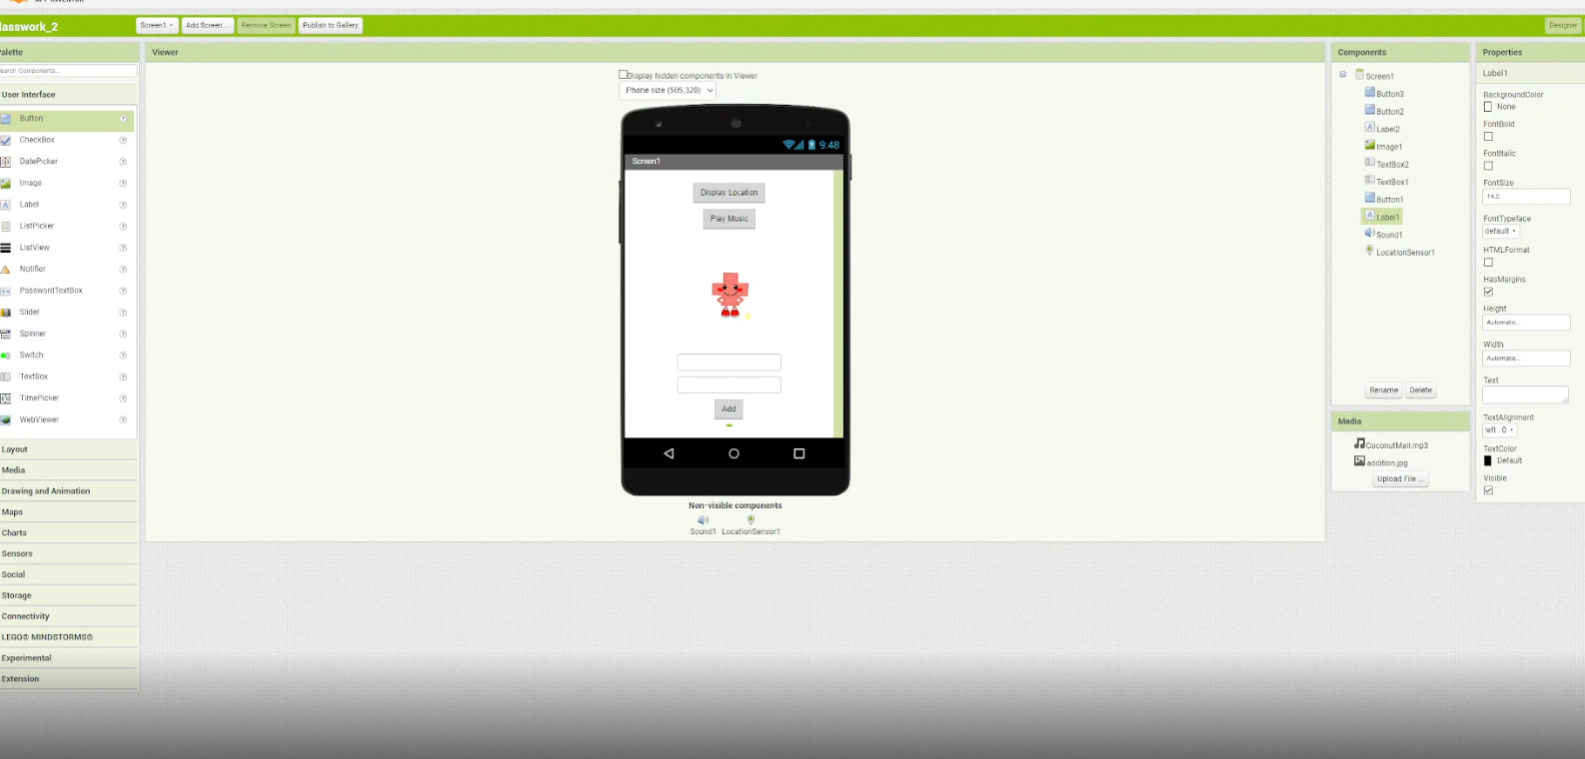 lasswork_2
Screen1
Add Screen ...
Remove Screen
Publish to Gallery
Designer
alette
earch Components...
User Interface
Button
CheckBox
DatePicker
Image
Label
ListPicker
ListView
Notifier
PasswordTextBox
Slider
Spinner
Switch
TextBox
TimePicker
WebViewer
Layout
Media
Drawing and Animation
Maps
Charts
Sensors
Social
Storage
Connectivity
LEGO® MINDSTORMS®
Experimental
Extension
Viewer
Display hidden components in Viewer
Phone size (505,320)
9:48
Screen1
Display Location
Play Music
Add
Non-visible components
Sound1 LocationSensor1
Components
Screen1
Button3
Button2
Label2
Image1
TextBox2
TextBox1
Button1
Label1
Sound1
LocationSensor1
Rename Delete
Media
CoconutMall.mp3
addition.jpg
Upload File ...
Properties
Label1
BackgroundColor
None
FontBold
FontItalic
FontSize
14.0
FontTypeface
default
HTMLFormat
HasMargins
Height
Automatic...
Width
Automatic...
Text
TextAlignment
left : 0
TextColor
Default
Visible